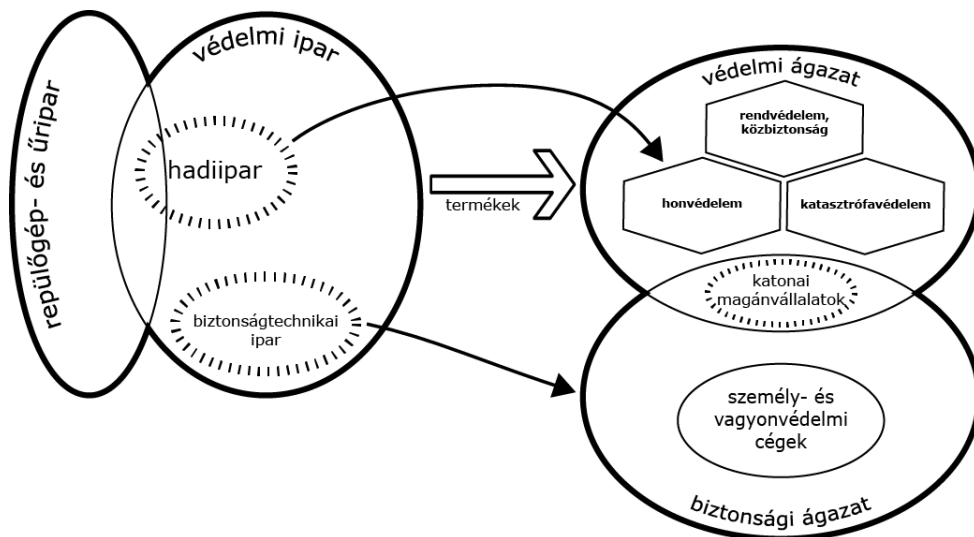 repülőgép- és űripar
védelmi ipar
hadiipar
biztonságtechnikai
ipar
termékek
védelmi ágazat
rendvédelem,
közbiztonság
honvédelem
katasztrófavédelem
katonai
magánvállalatok
személy- és
vagyonvédelmi
cégek
biztonsági ágazat